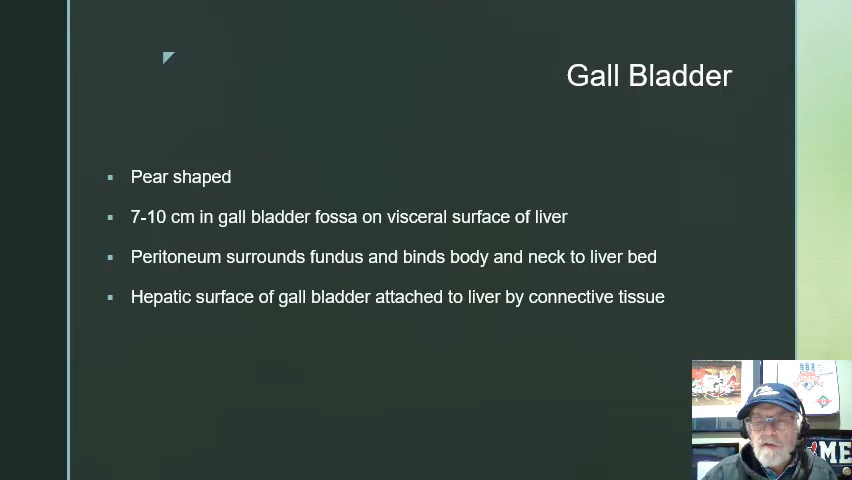 Gall Bladder
Pear shaped
7-10 cm in gall bladder fossa on visceral surface of liver
Peritoneum surrounds fundus and binds body and neck to liver bed
Hepatic surface of gall bladder attached to liver by connective tissue
ME